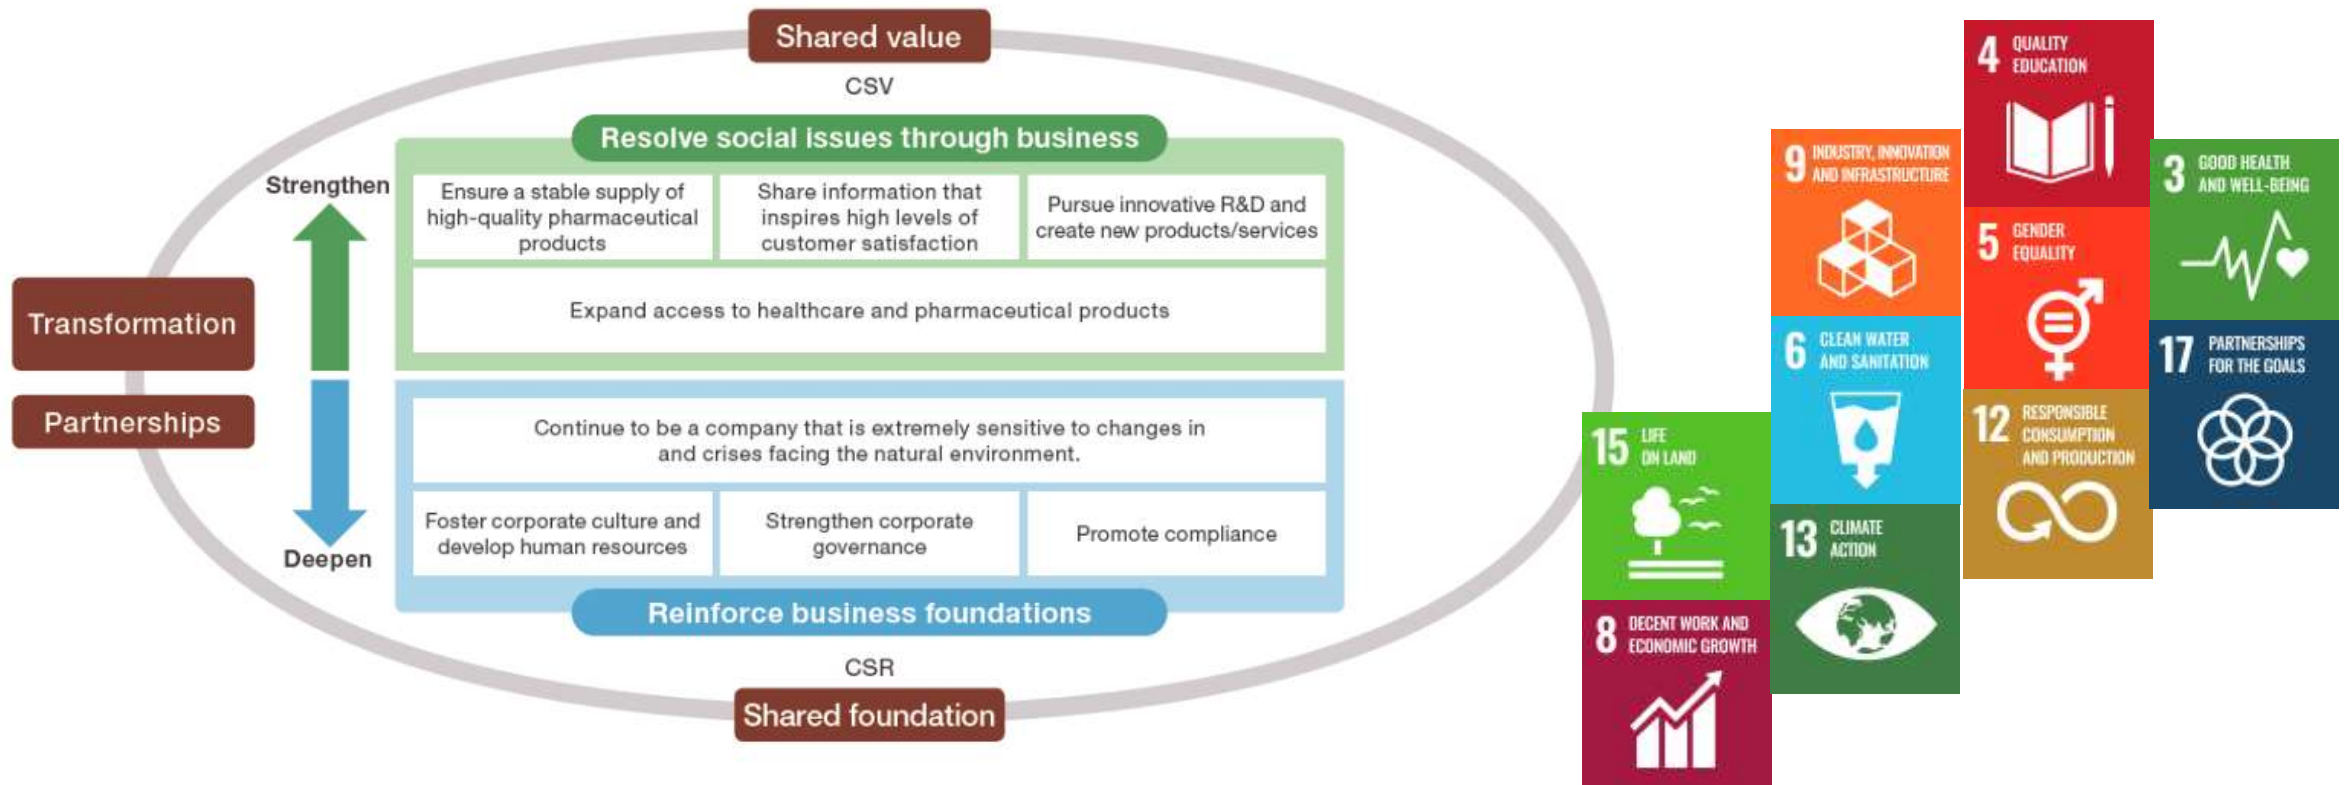 Shared value
CSV
Resolve social issues through business
Strengthen
Ensure a stable supply of
high-quality pharmaceutical
products
Share information that
inspires high levels of
customer satisfaction
Pursue innovative R&D and
create new products/services
Expand access to healthcare and pharmaceutical products
Transformation
Partnerships
Continue to be a company that is extremely sensitive to changes in
and crises facing the natural environment.
Foster corporate culture and
develop human resources
Strengthen corporate
governance
Promote compliance
Deepen
Reinforce business foundations
CSR
Shared foundation
4 QUALITY
EDUCATION
9 INDUSTRY, INNOVATION
AND INFRASTRUCTURE
3 GOOD HEALTH
AND WELL-BEING
5 GENDER
EQUALITY
6 CLEAN WATER
AND SANITATION
17 PARTNERSHIPS
FOR THE GOALS
15 LIFE
ON LAND
12 RESPONSIBLE
CONSUMPTION
AND PRODUCTION
13 CLIMATE
ACTION
8 DECENT WORK AND
ECONOMIC GROWTH